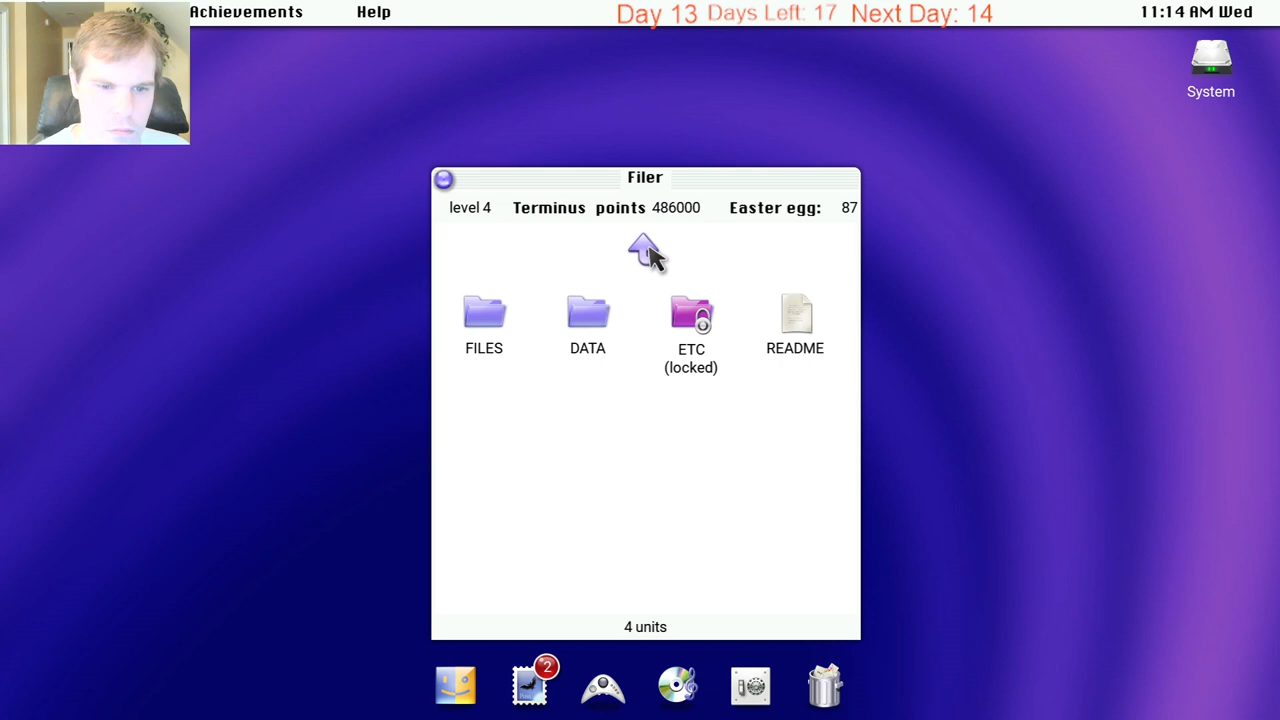 Achievements Help Day 13 Days Left: 17 Next Day: 14 11:14 AM Wed
System
Filer
level 4 Terminus points 486000 Easter egg: 87
FILES DATA ETC (locked) README
4 units
2